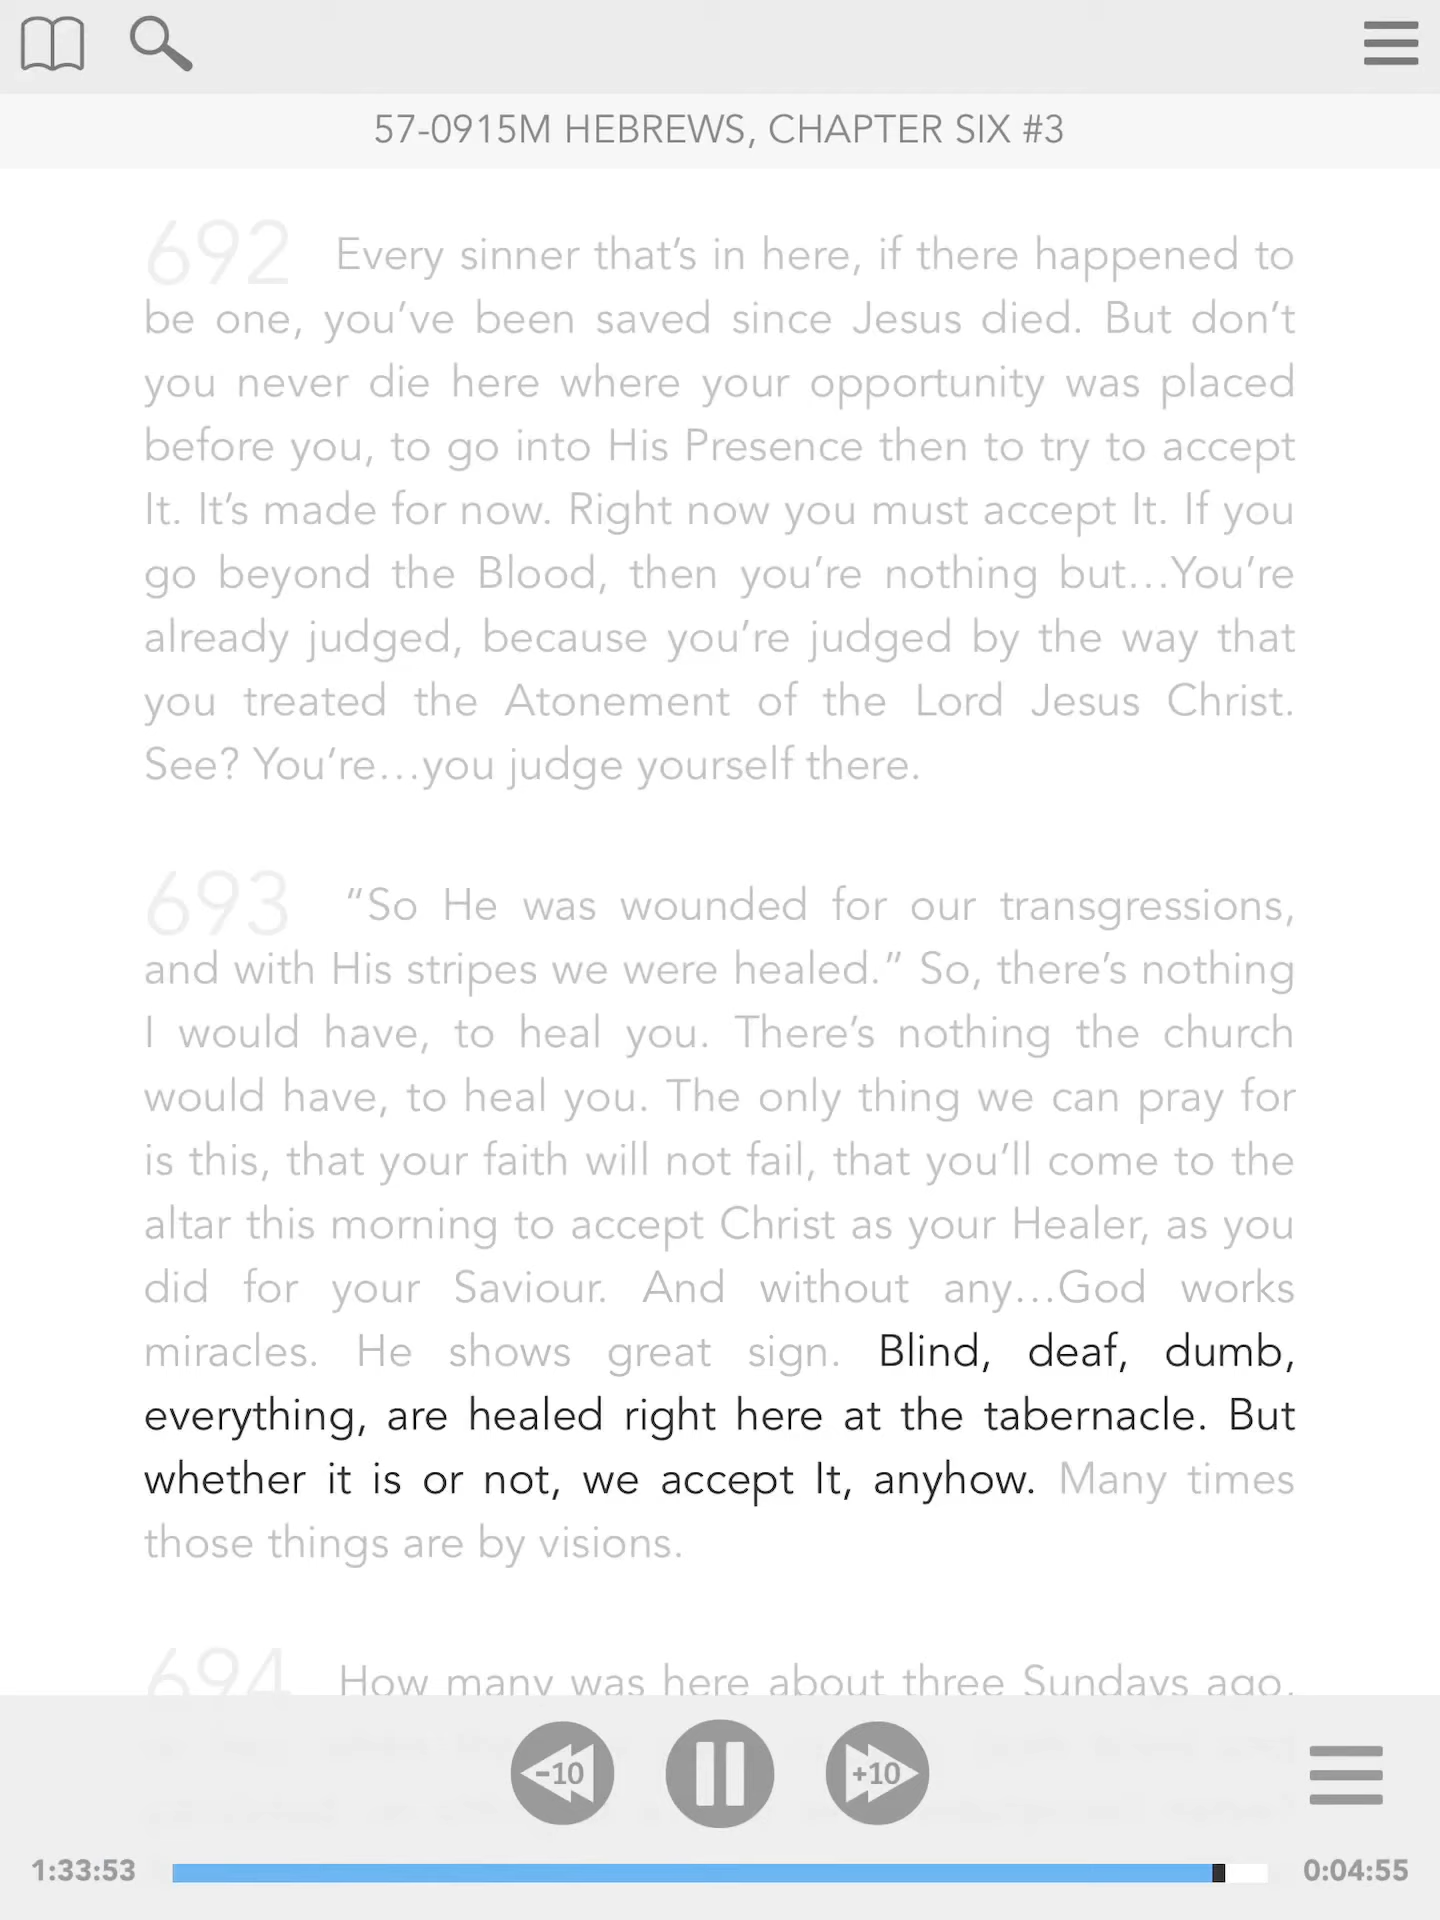 57-0915M HEBREWS, CHAPTER SIX #3
692 Every sinner that’s in here, if there happened to
be one, you’ve been saved since Jesus died. But don’t
you never die here where your opportunity was placed
before you, to go into His Presence then to try to accept
It. It’s made for now. Right now you must accept It. If you
go beyond the Blood, then you’re nothing but…You’re
already judged, because you’re judged by the way that
you treated the Atonement of the Lord Jesus Christ.
See? You’re…you judge yourself there.
693 “So He was wounded for our transgressions,
and with His stripes we were healed.” So, there’s nothing
I would have, to heal you. There’s nothing the church
would have, to heal you. The only thing we can pray for
is this, that your faith will not fail, that you’ll come to the
altar this morning to accept Christ as your Healer, as you
did for your Saviour. And without any…God works
miracles. He shows great sign. Blind, deaf, dumb,
everything, are healed right here at the tabernacle. But
whether it is or not, we accept It, anyhow. Many times
those things are by visions.
694 How many was here about three Sundays ago,
-10 +10
1:33:53 0:04:55